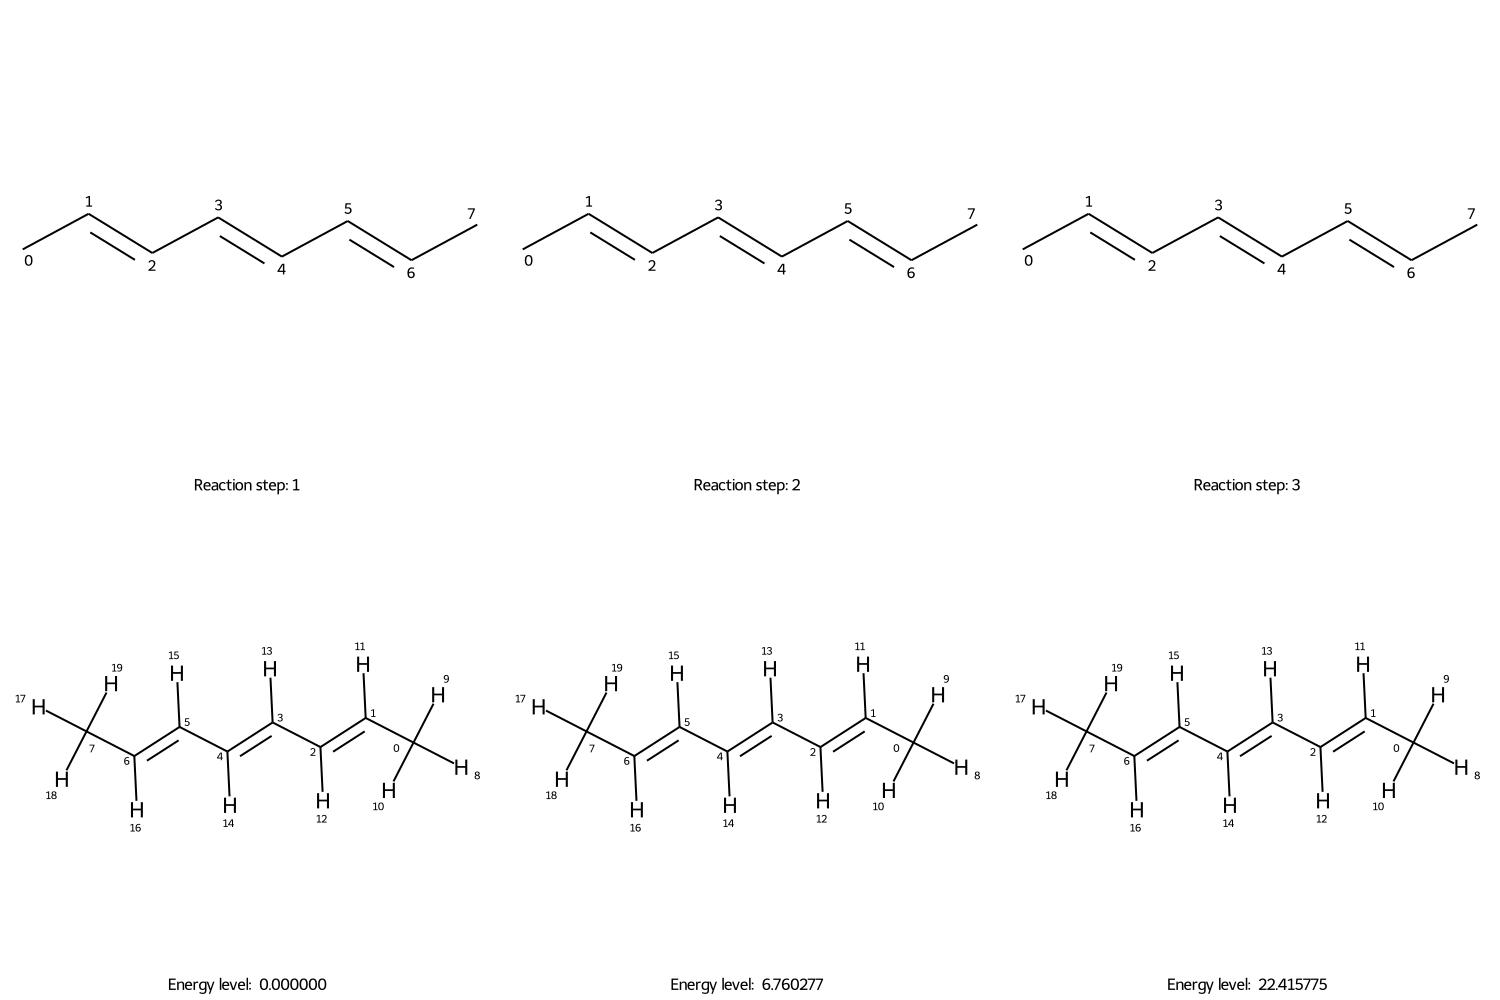 1 3 5 7 1 3 5 7 1 3 5 7
0 2 4 6 0 2 4 6 0 2 4 6
Reaction step: 1 Reaction step: 2 Reaction step: 3
11 11 11
13 13 13
15 15 15
19 H H 19 H H 19 H H
17 H H H H 9 17 H H H H 9 17 H H H H 9
H H H
5 3 1 5 3 1 5 3 1
7 6 4 2 0 7 6 4 2 0 7 6 4 2 0
H H 8 H H 8 H H 8
18 H H H H 10 18 H H H H 10 18 H H H H 10
16 14 12 16 14 12 16 14 12
Energy level: 0.000000 Energy level: 6.760277 Energy level: 22.415775